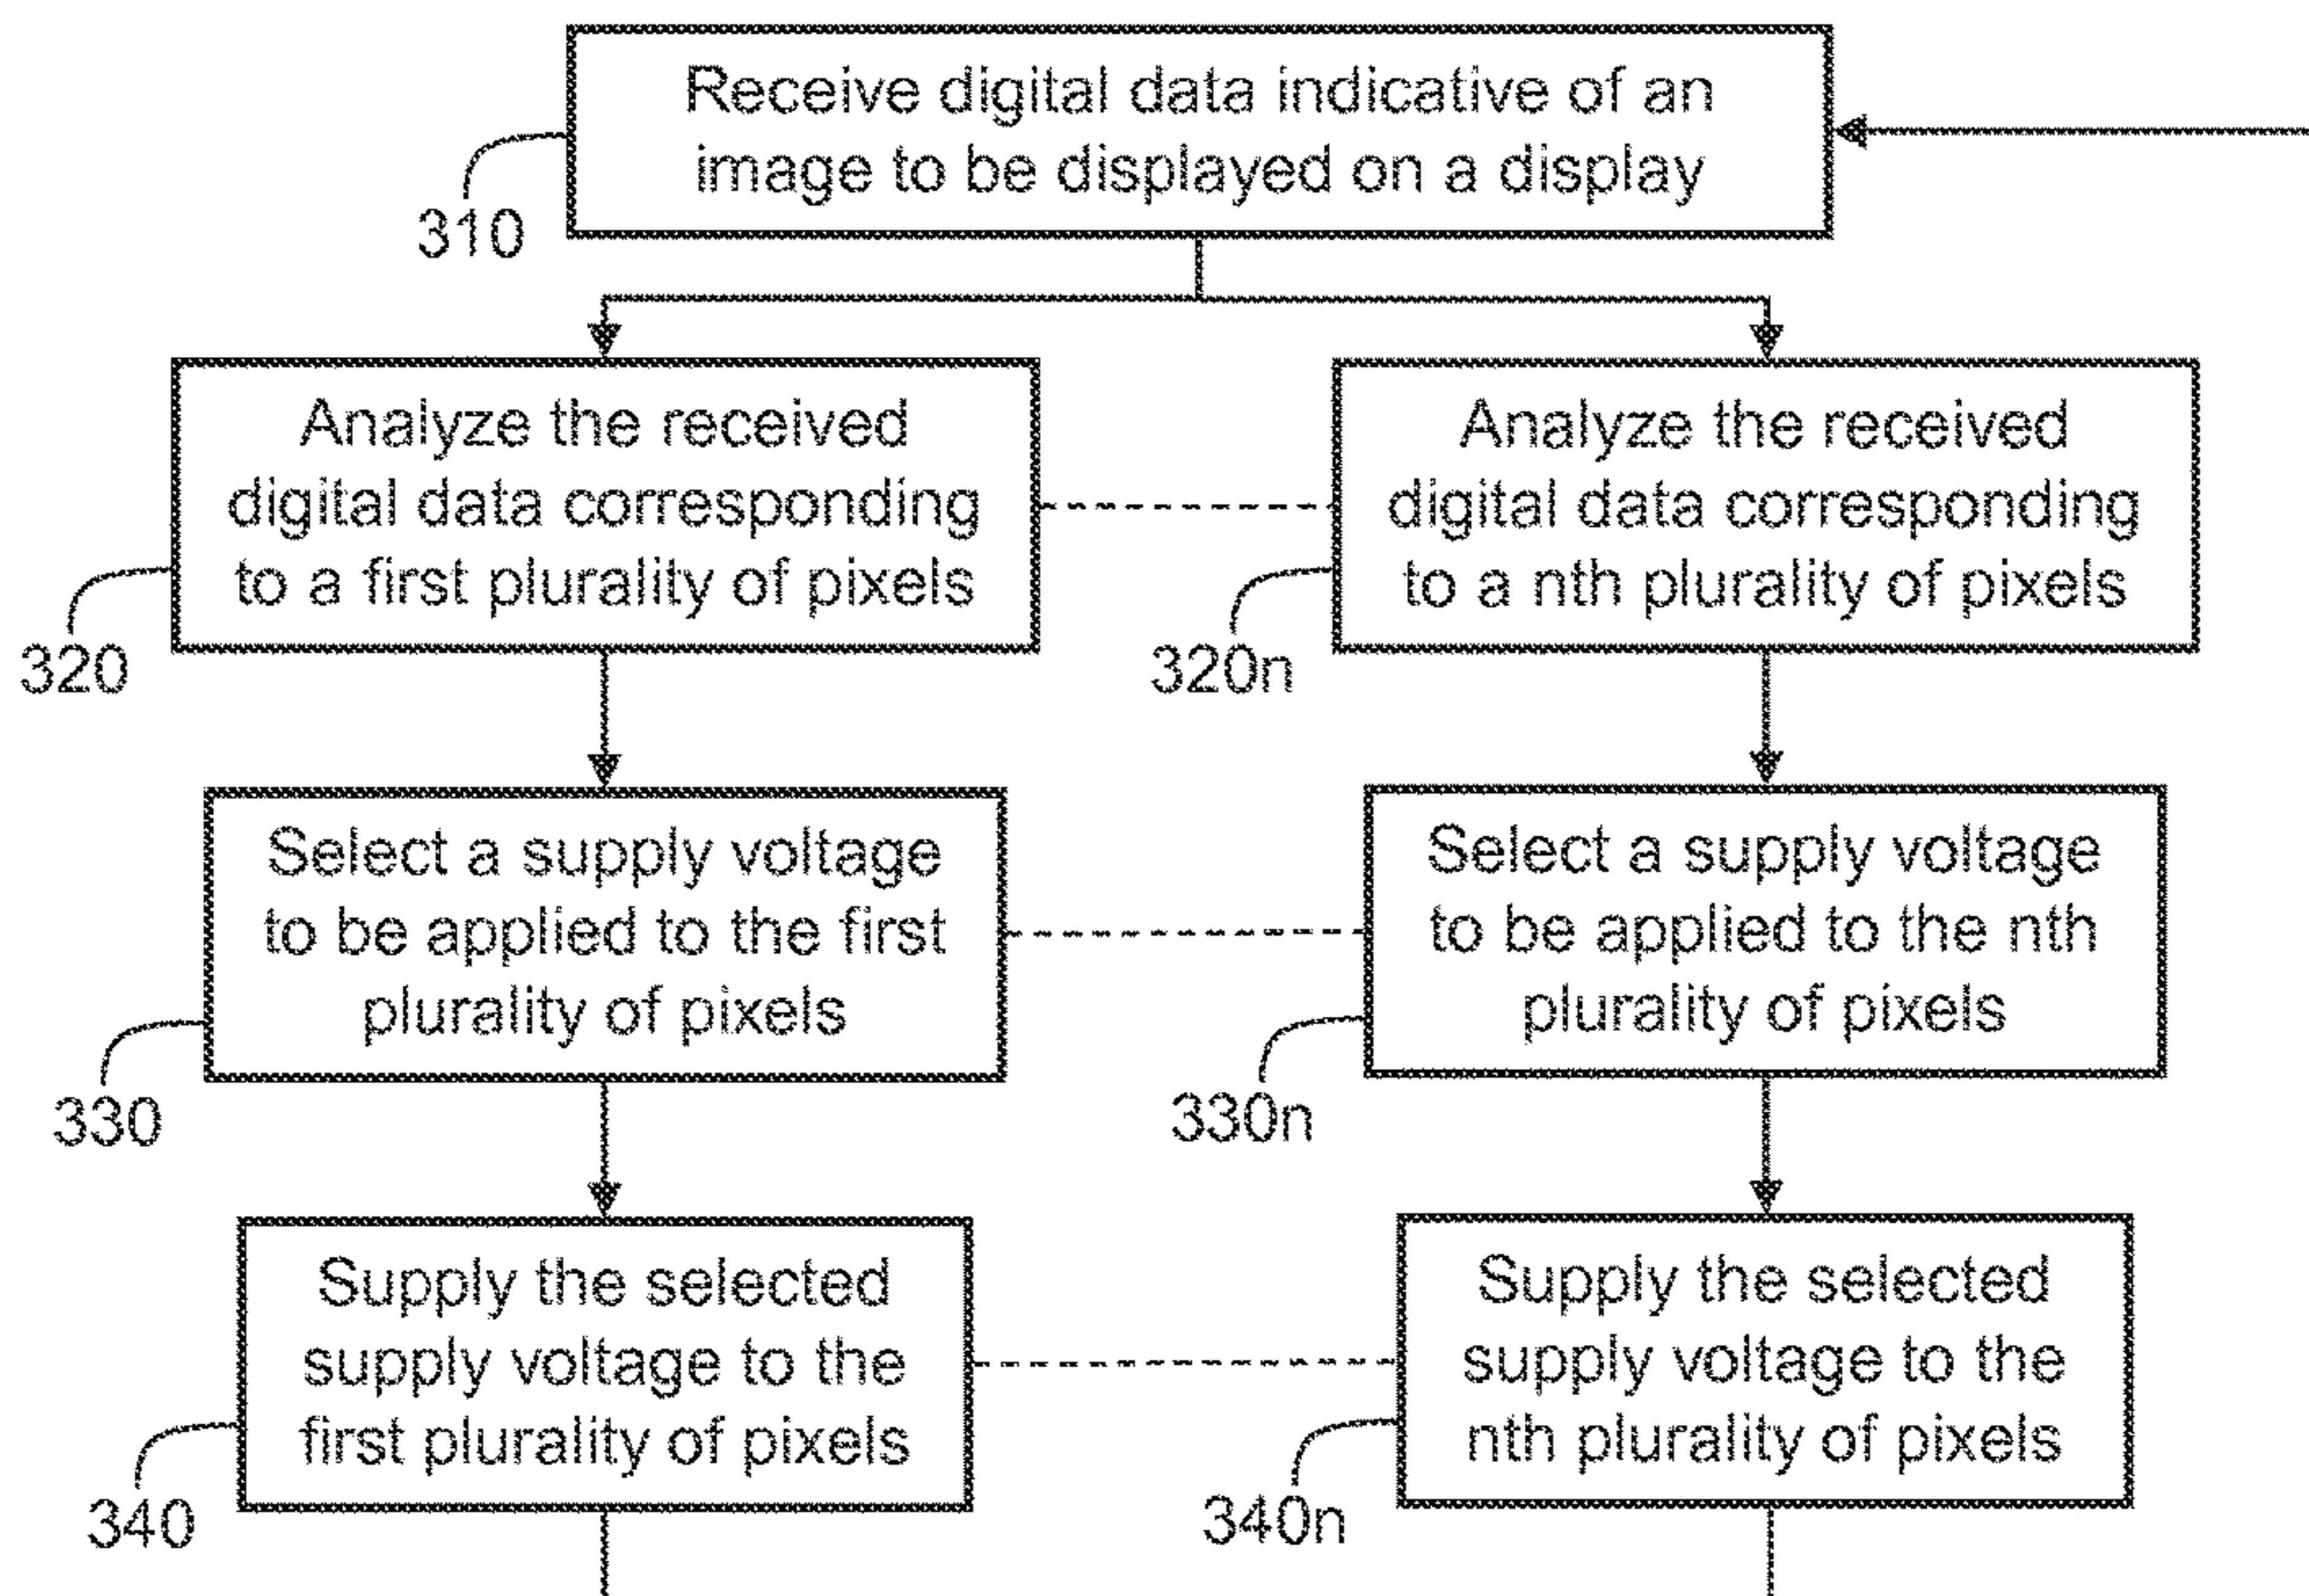 Receive digital data indicative of an
image to be displayed on a display
310
Analyze the received
digital data corresponding
to a first plurality of pixels
320
Analyze the received
digital data corresponding
to a nth plurality of pixels
320n
Select a supply voltage
to be applied to the first
plurality of pixels
330
Select a supply voltage
to be applied to the nth
plurality of pixels
330n
Supply the selected
supply voltage to the
first plurality of pixels
340
Supply the selected
supply voltage to the
nth plurality of pixels
340n